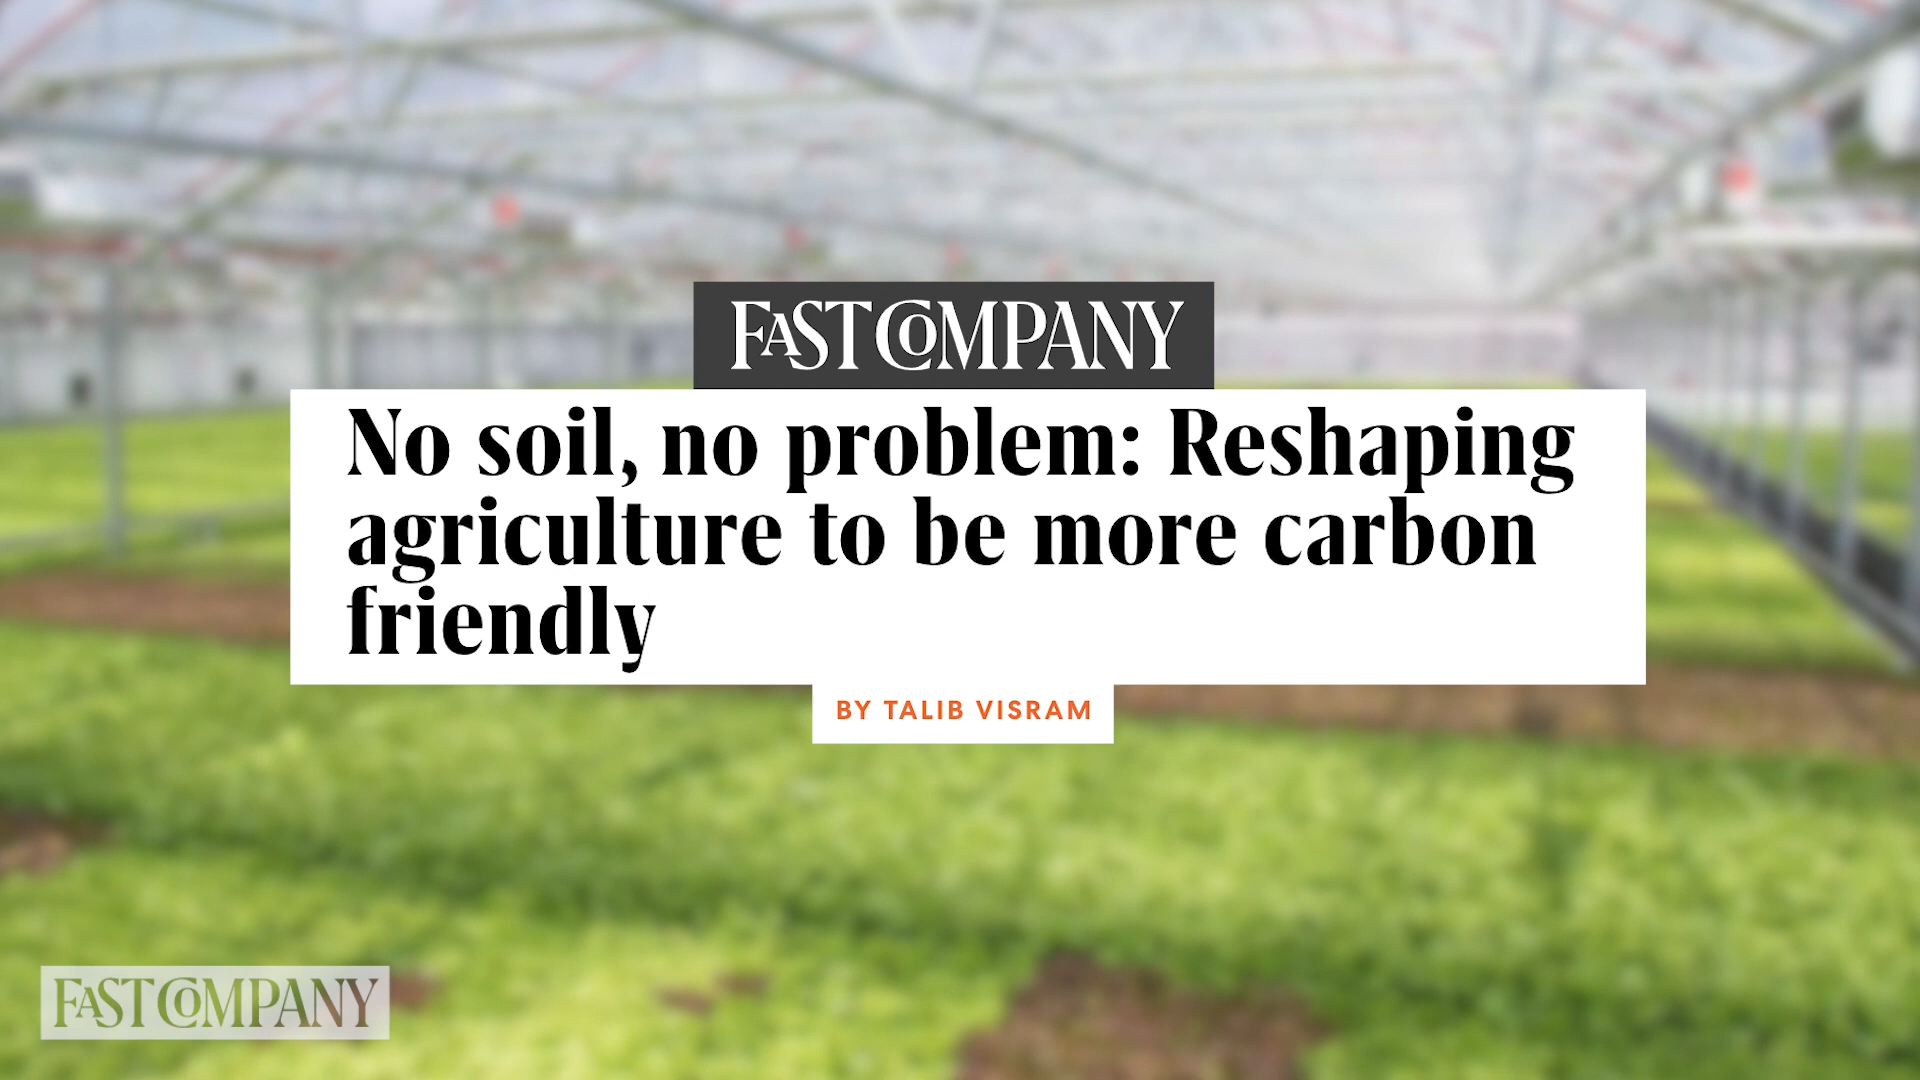 FAST COMPANY
No soil, no problem: Reshaping
agriculture to be more carbon
friendly
BY TALIB VISRAM
FAST COMPANY